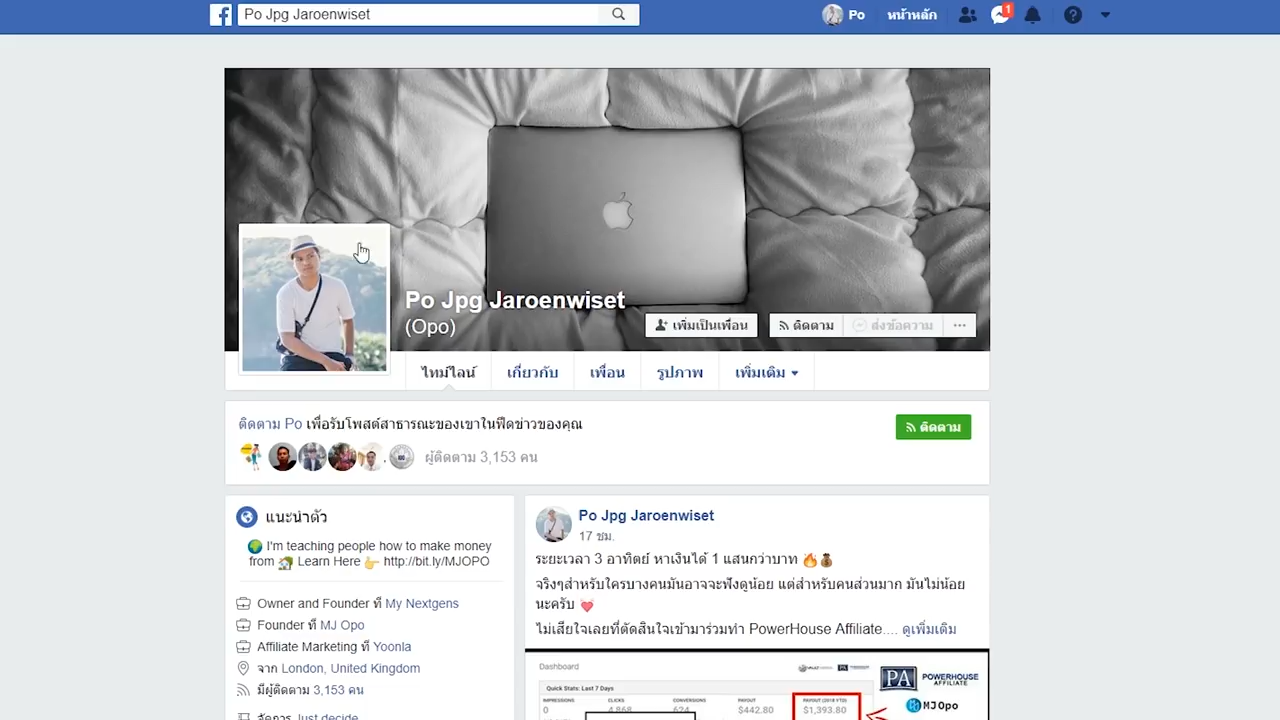 Po Jpg Jaroenwiset
Po
หน้าหลัก
1
Po Jpg Jaroenwiset
(Opo)
เพิ่มเป็นเพื่อน
ติดตาม
ส่งข้อความ
ไทม์ไลน์
เกี่ยวกับ
เพื่อน
รูปภาพ
เพิ่มเติม
ติดตาม Po เพื่อรับโพสต์สาธารณะของเขาในฟีดข่าวของคุณ
ติดตาม
ผู้ติดตาม 3,153 คน
แนะนำตัว
I'm teaching people how to make money
from Learn Here http://bit.ly/MJOPO
Owner and Founder ที่ My Nextgens
Founder ที่ MJ Opo
Affiliate Marketing ที่ Yoonla
จาก London, United Kingdom
มีผู้ติดตาม 3,153 คน
จัดการ Just decide
Po Jpg Jaroenwiset
17 ชม.
ระยะเวลา 3 อาทิตย์ หาเงินได้ 1 แสนกว่าบาท
จริงๆสำหรับใครบางคนมันอาจจะฟังดูน้อย แต่สำหรับคนส่วนมาก มันไม่น้อย
นะครับ
ไม่เสียใจเลยที่ตัดสินใจเข้ามาร่วมทำ PowerHouse Affiliate.... ดูเพิ่มเติม
Dashboard
Quick Stats: Last 7 Days
IMPRESSIONS
CLICKS
CONVERSIONS
PAYOUT
PAYOUT (2018 YTD)
0
4,868
624
$442.80
$1,393.80
PA
POWERHOUSE
AFFILIATE
MJ Opo